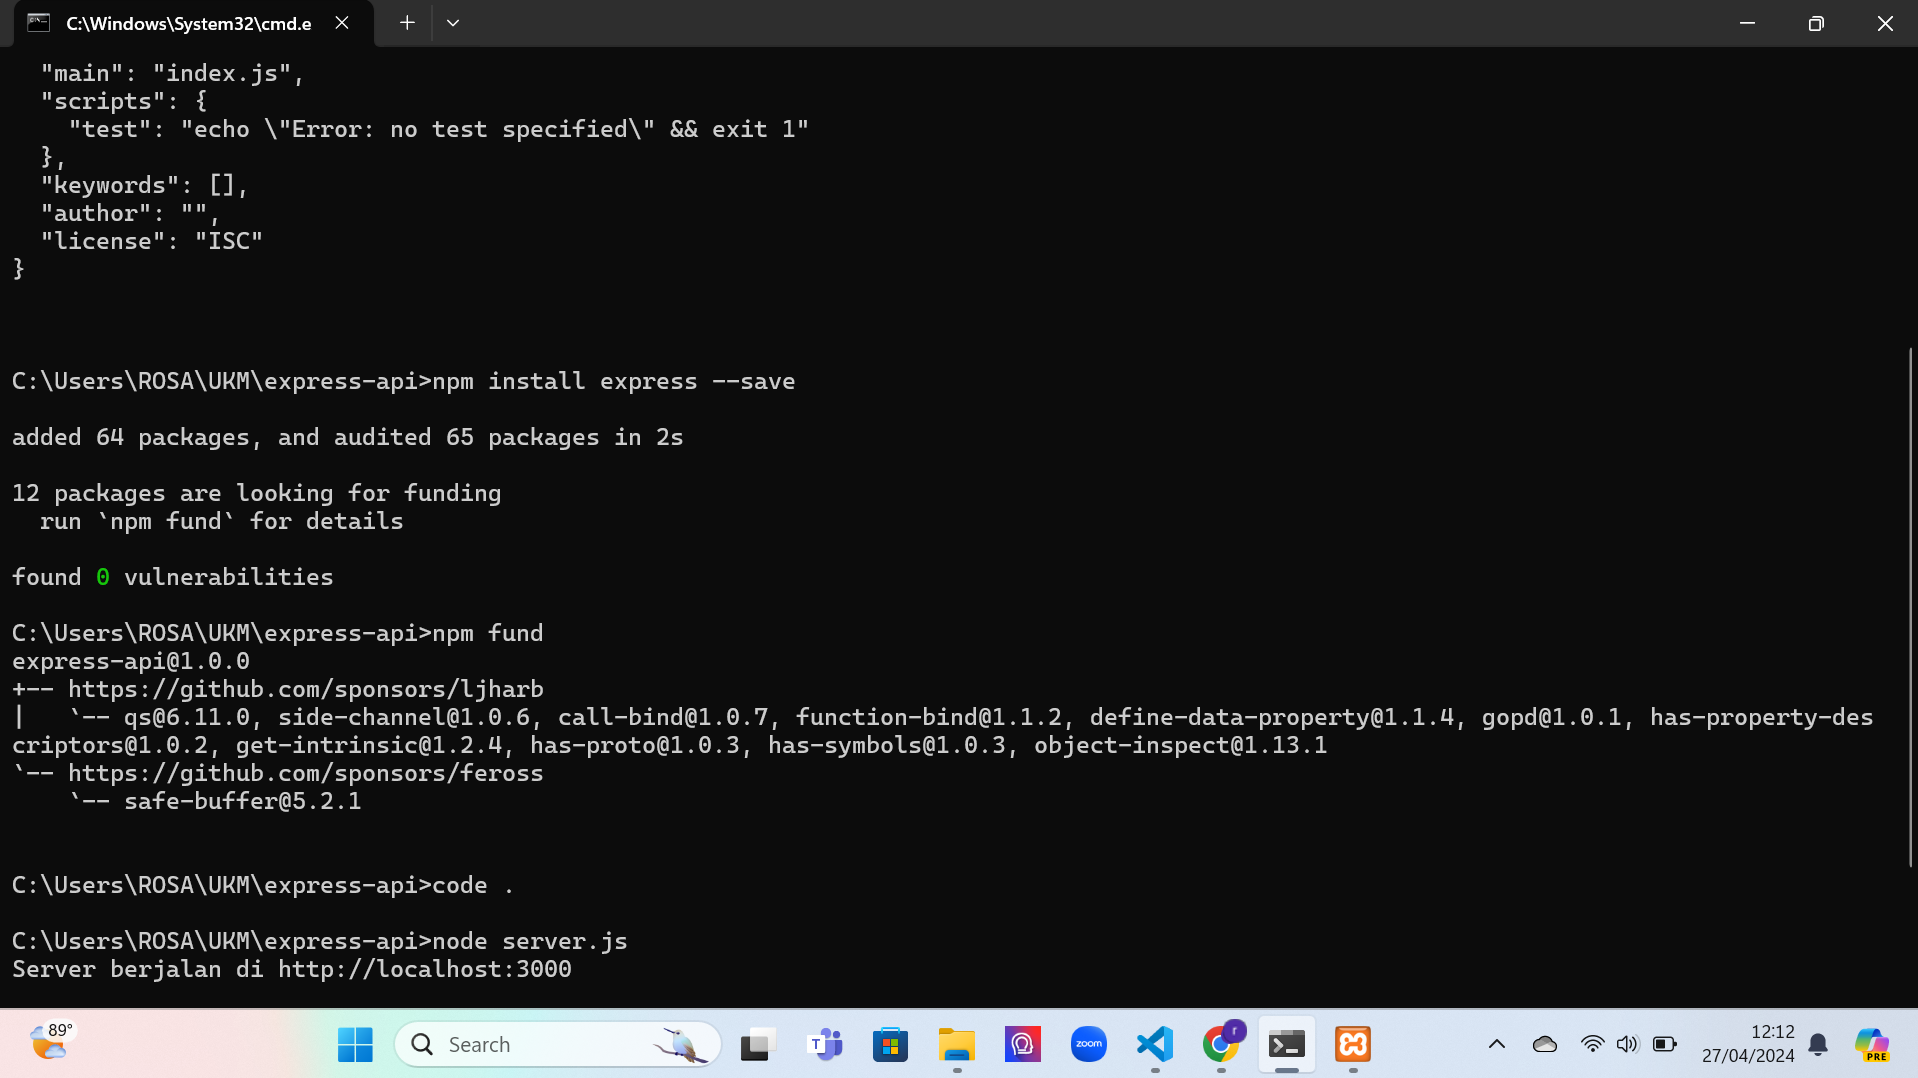 C:\Windows\System32\cmd.e
"main": "index.js",
"scripts": {
"test": "echo \"Error: no test specified\" && exit 1"
},
"keywords": [],
"author": "",
"license": "ISC"
}
C:\Users\ROSA\UKM\express-api>npm install express --save
added 64 packages, and audited 65 packages in 2s
12 packages are looking for funding
run `npm fund` for details
found 0 vulnerabilities
C:\Users\ROSA\UKM\express-api>npm fund
express-api@1.0.0
+-- https://github.com/sponsors/ljharb
|   `-- qs@6.11.0, side-channel@1.0.6, call-bind@1.0.7, function-bind@1.1.2, define-data-property@1.1.4, gopd@1.0.1, has-property-des
criptors@1.0.2, get-intrinsic@1.2.4, has-proto@1.0.3, has-symbols@1.0.3, object-inspect@1.13.1
`-- https://github.com/sponsors/feross
`-- safe-buffer@5.2.1
C:\Users\ROSA\UKM\express-api>code .
C:\Users\ROSA\UKM\express-api>node server.js
Server berjalan di http://localhost:3000
89°
Search
T
zoom
r
12:12
27/04/2024
PRE